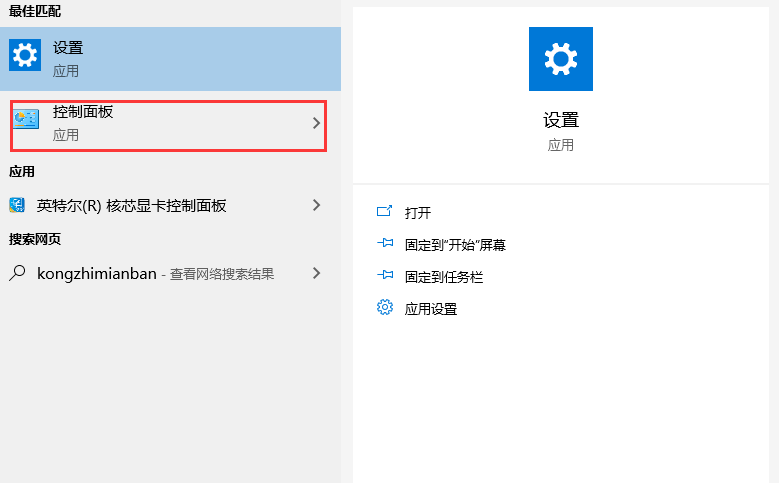 最佳匹配
设置
应用
控制面板
应用
应用
英特尔(R) 核芯显卡控制面板
搜索网页
kongzhimianban - 查看网络搜索结果
设置
应用
打开
固定到"开始"屏幕
固定到任务栏
应用设置